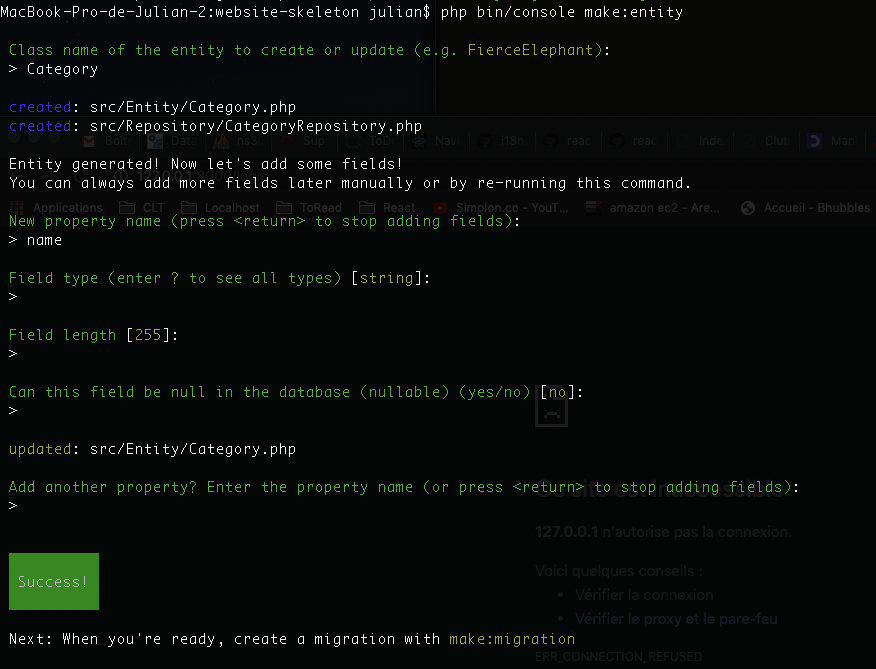 MacBook-Pro-de-Julian-2:website-skeleton julian$ php bin/console make:entity
Class name of the entity to create or update (e.g. FierceElephant):
> Category
created: src/Entity/Category.php
created: src/Repository/CategoryRepository.php
Entity generated! Now let's add some fields!
You can always add more fields later manually or by re-running this command.
Applications CLT Localhost ToRead React Simplon.co - YouT... amazon ec2 - Are... Accueil - Bhubbles
New property name (press <return> to stop adding fields):
> name
Field type (enter ? to see all types) [string]:
>
Field length [255]:
>
Can this field be null in the database (nullable) (yes/no) [no]:
>
updated: src/Entity/Category.php
Add another property? Enter the property name (or press <return> to stop adding fields):
>
Ce site est inaccessible
127.0.0.1 n'autorise pas la connexion.
Voici quelques conseils :
• Vérifier la connexion
• Vérifier le proxy et le pare-feu
Success!
Next: When you're ready, create a migration with make:migration
ERR_CONNECTION_REFUSED